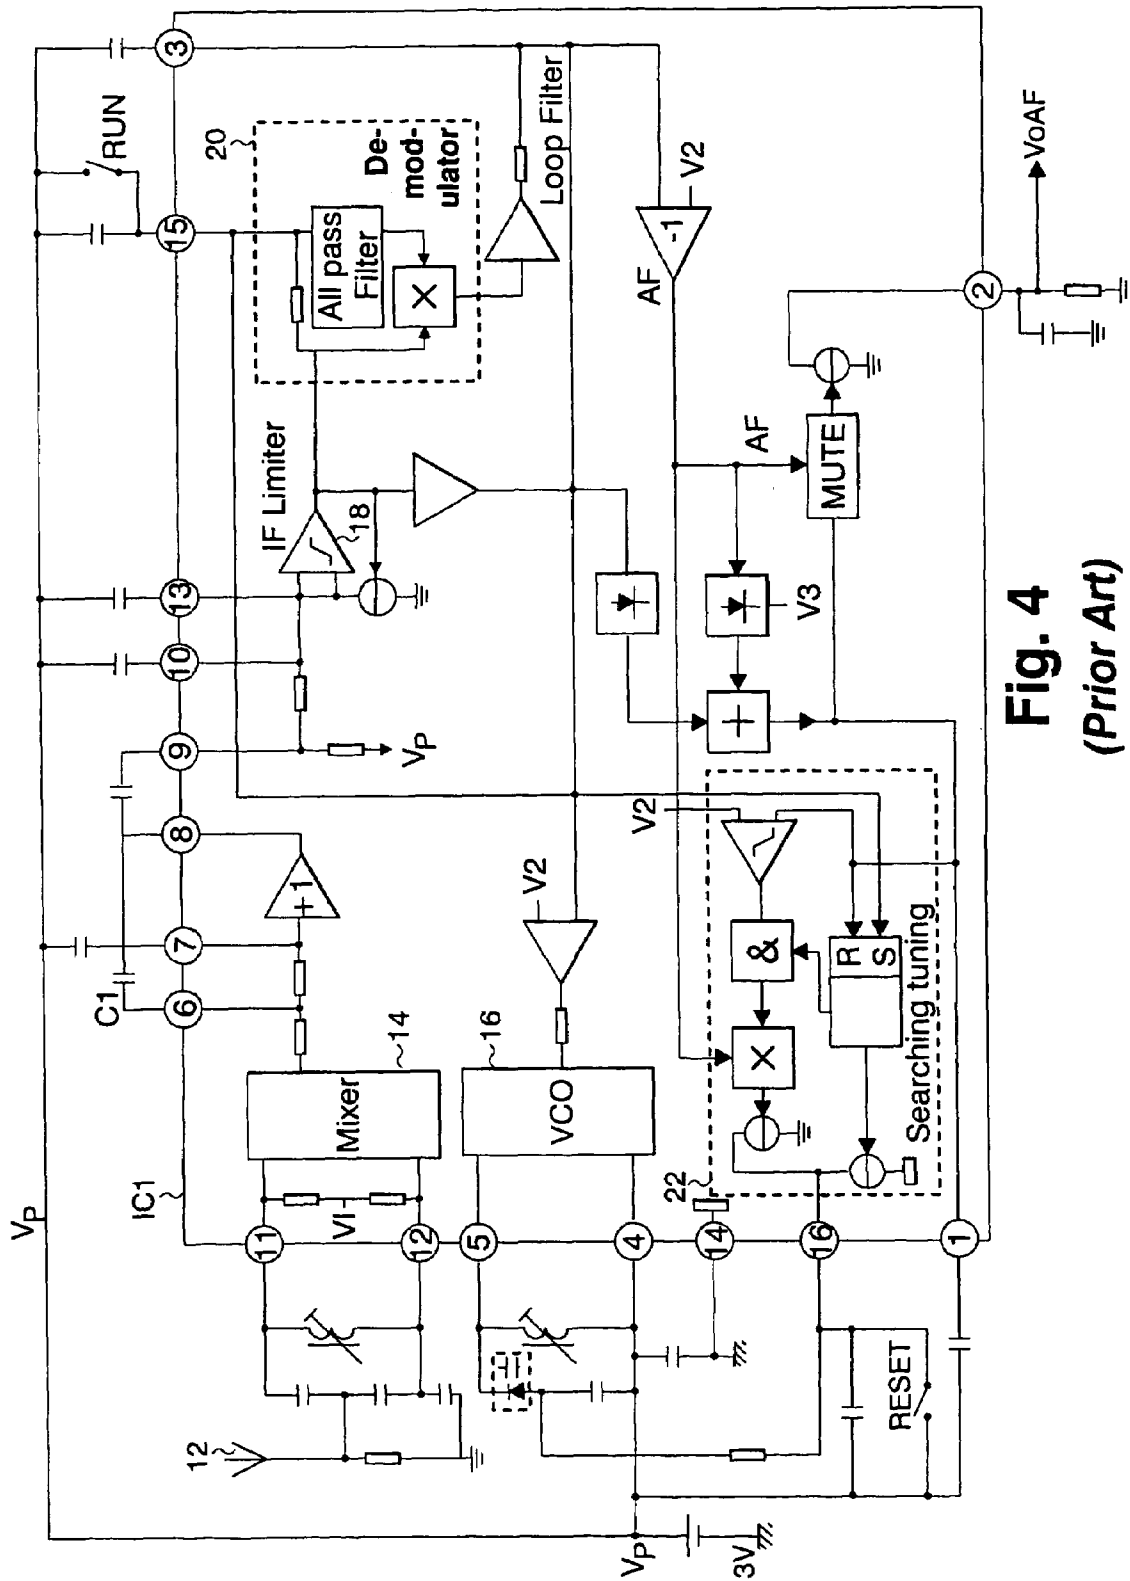 VP
IC1
C1
6
7
8
9
10
13
15
RUN
3
20
All pass
Filter
De-
mod-
ulator
X
Loop Filter
IF Limiter
18
VP
+1
Mixer
14
VI
11
12
12
5
4
VCO
16
V2
V2
AF
-1
V2
AF
MUTE
V3
+
&
X
R
S
Searching tuning
22
14
16
1
RESET
VP
3V
2
VoAF
Fig. 4
(Prior Art)